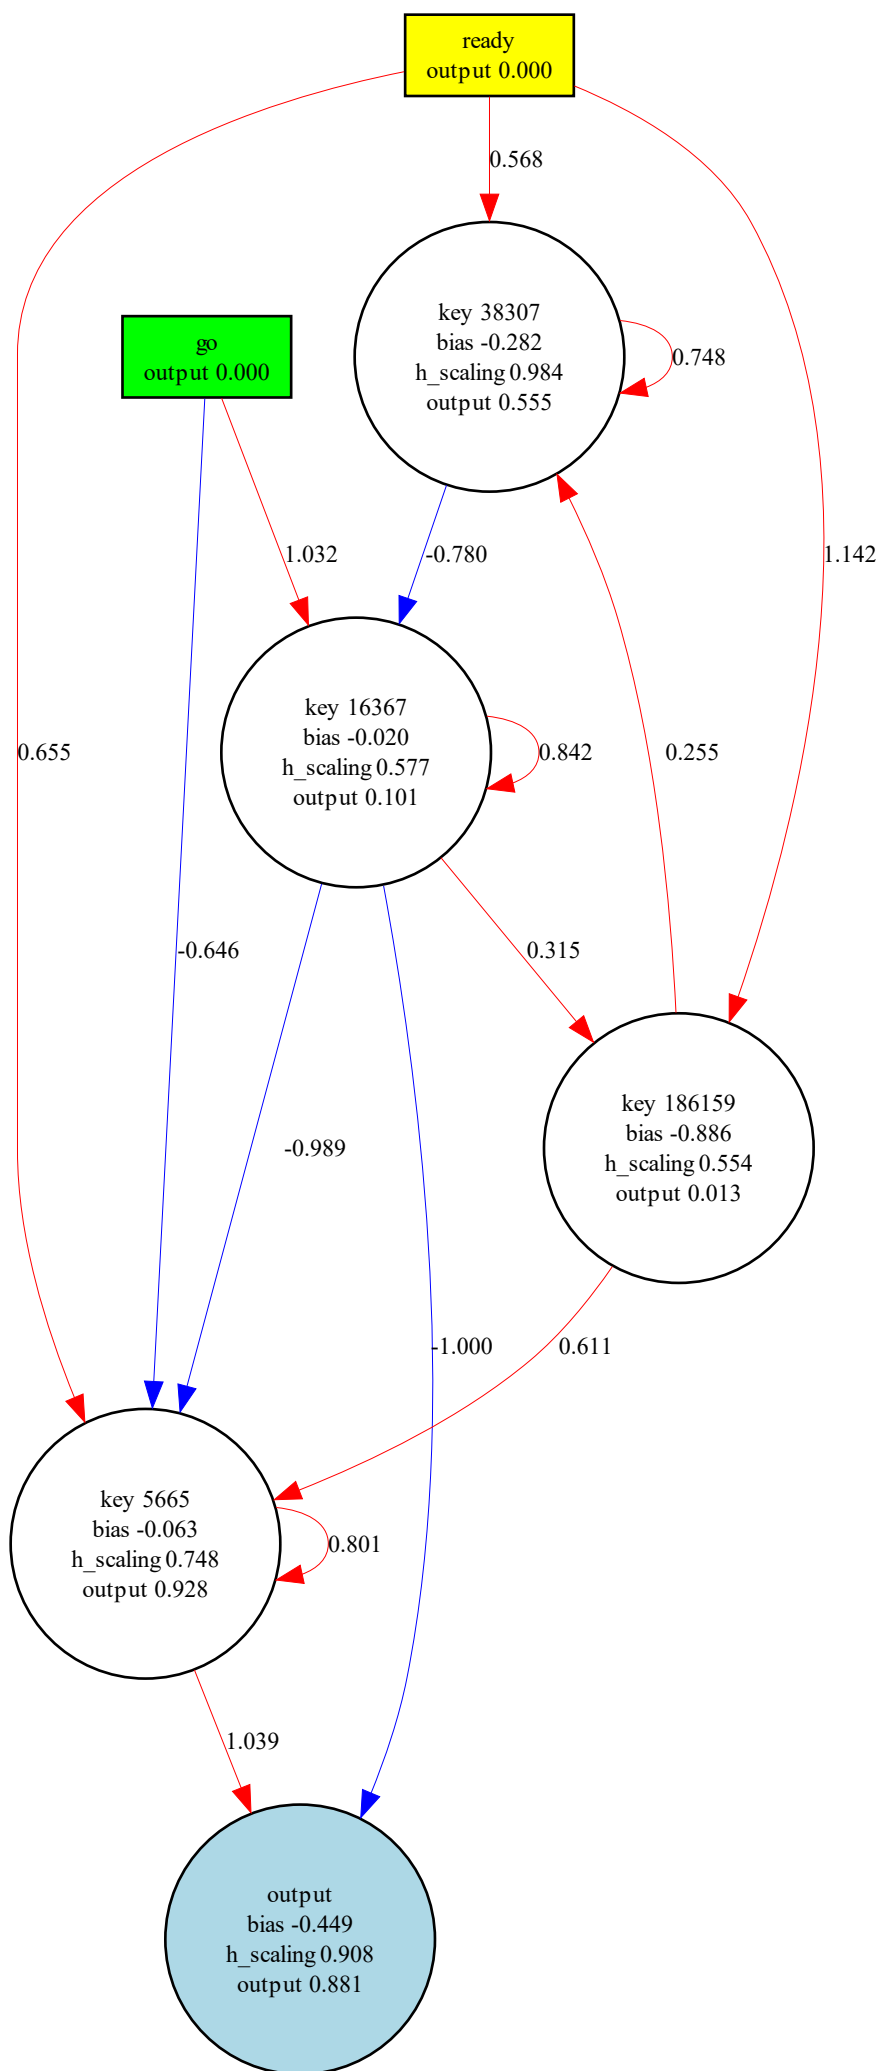 ready
output 0.000
0.568
go
output 0.000
key 38307
bias -0.282
h_scaling 0.984
output 0.555
0.748
1.032
-0.780
1.142
key 16367
bias -0.020
h_scaling 0.577
output 0.101
0.655
0.842
0.255
-0.646
0.315
key 186159
bias -0.886
h_scaling 0.554
output 0.013
-0.989
-1.000
0.611
key 5665
bias -0.063
h_scaling 0.748
output 0.928
0.801
1.039
output
bias -0.449
h_scaling 0.908
output 0.881